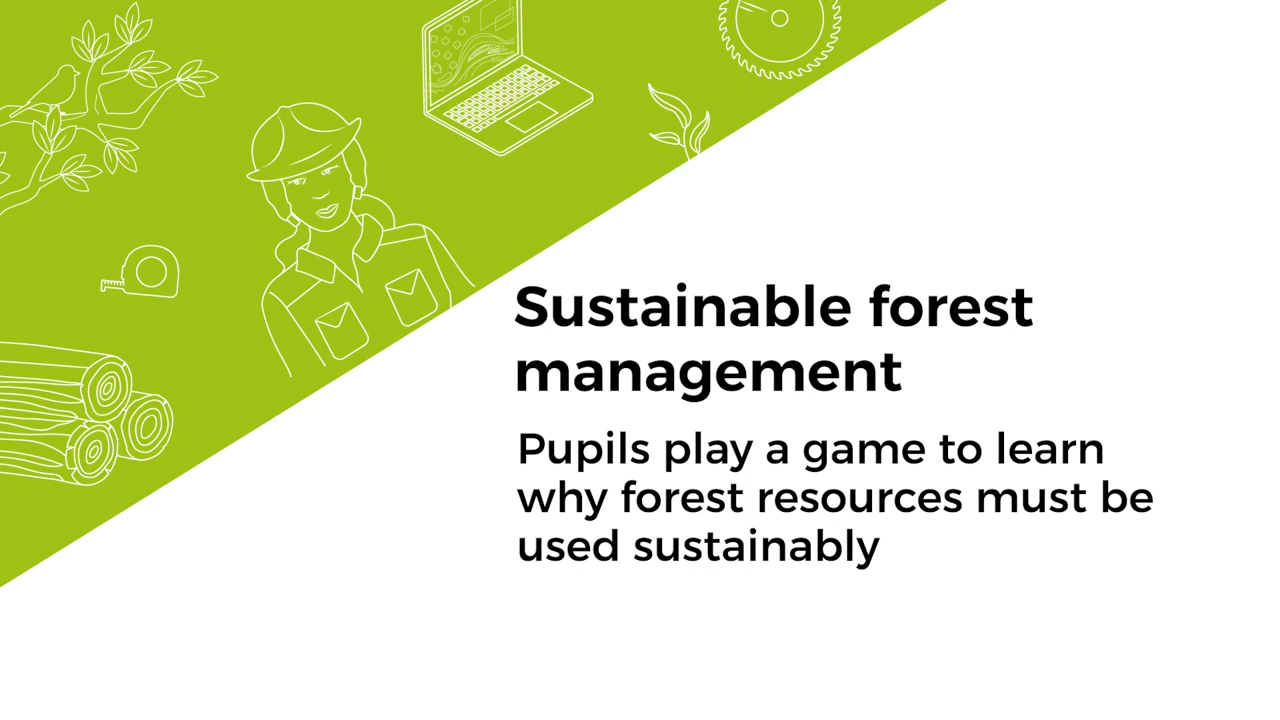 Sustainable forest
management
Pupils play a game to learn
why forest resources must be
used sustainably